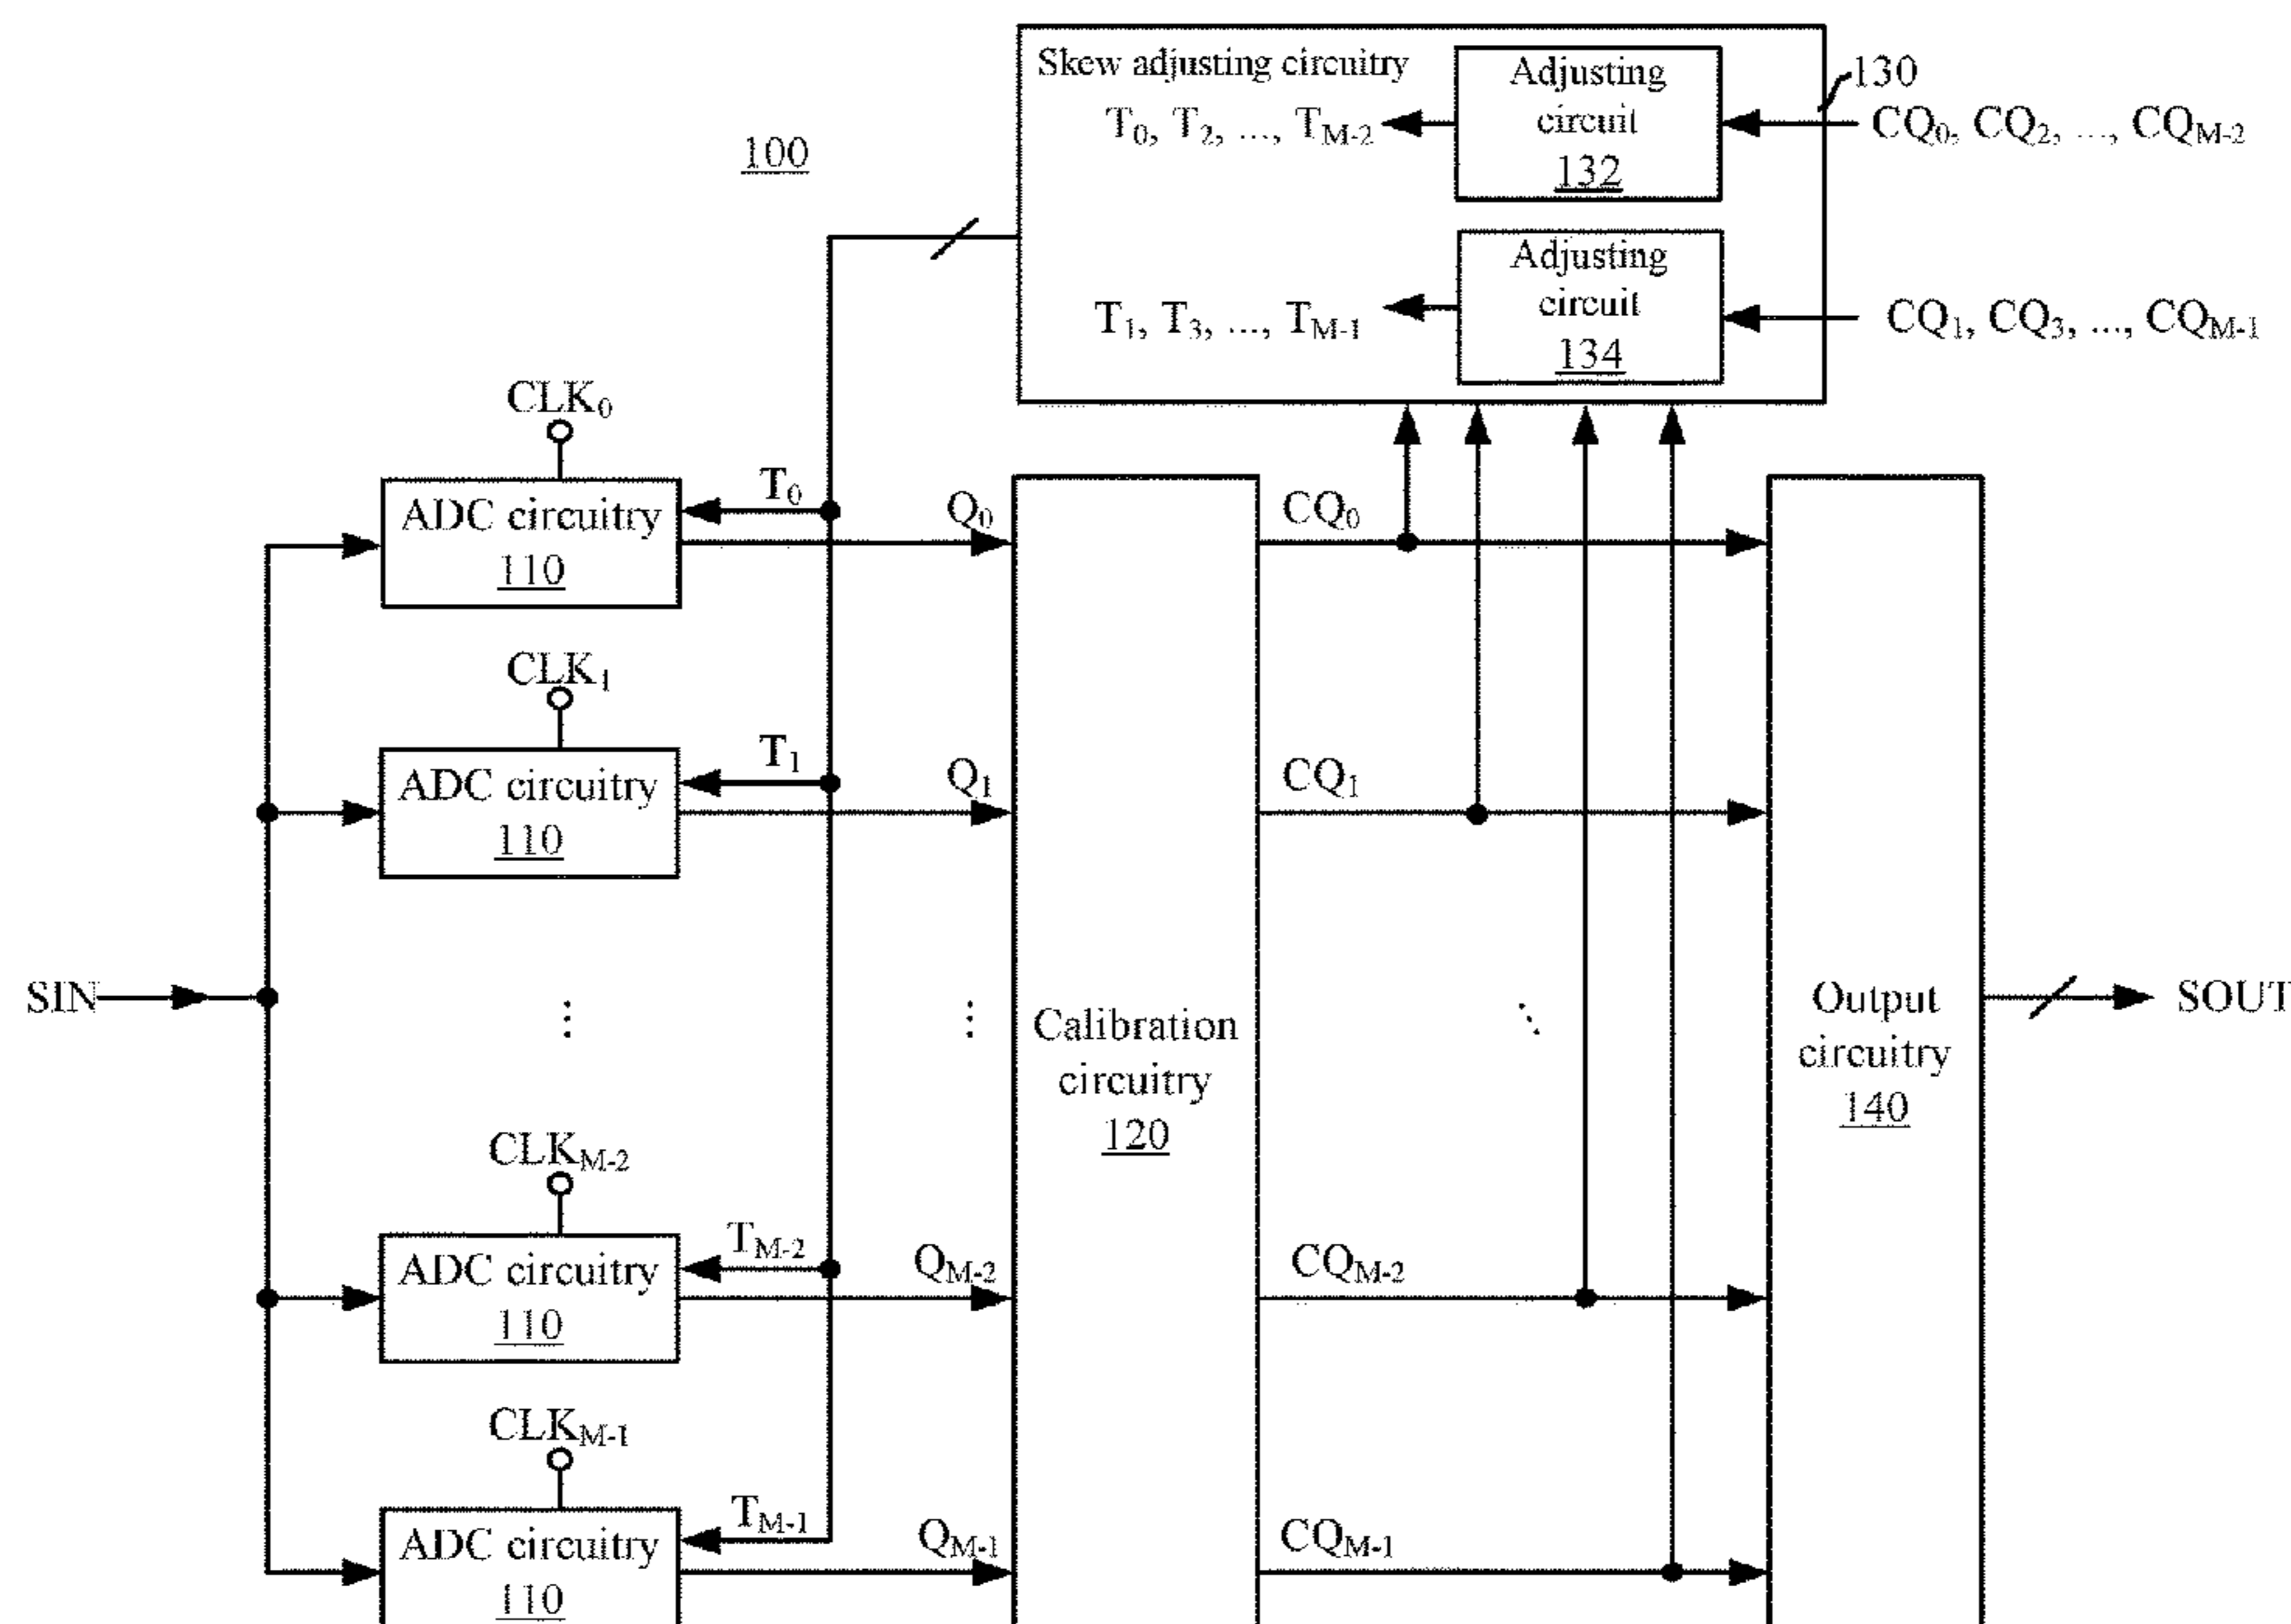 100
Skew adjusting circuitry
T0, T2, ..., TM-2
Adjusting
circuit
132
130
CQ0, CQ2, ..., CQM-2
T1, T3, ..., TM-1
Adjusting
circuit
134
CQ1, CQ3, ..., CQM-1
CLK0
ADC circuitry
110
T0
Q0
CQ0
CLK1
ADC circuitry
110
T1
Q1
CQ1
SIN
Calibration
circuitry
120
Output
circuitry
140
SOUT
CLKM-2
ADC circuitry
110
TM-2
QM-2
CQM-2
CLKM-1
ADC circuitry
110
TM-1
QM-1
CQM-1